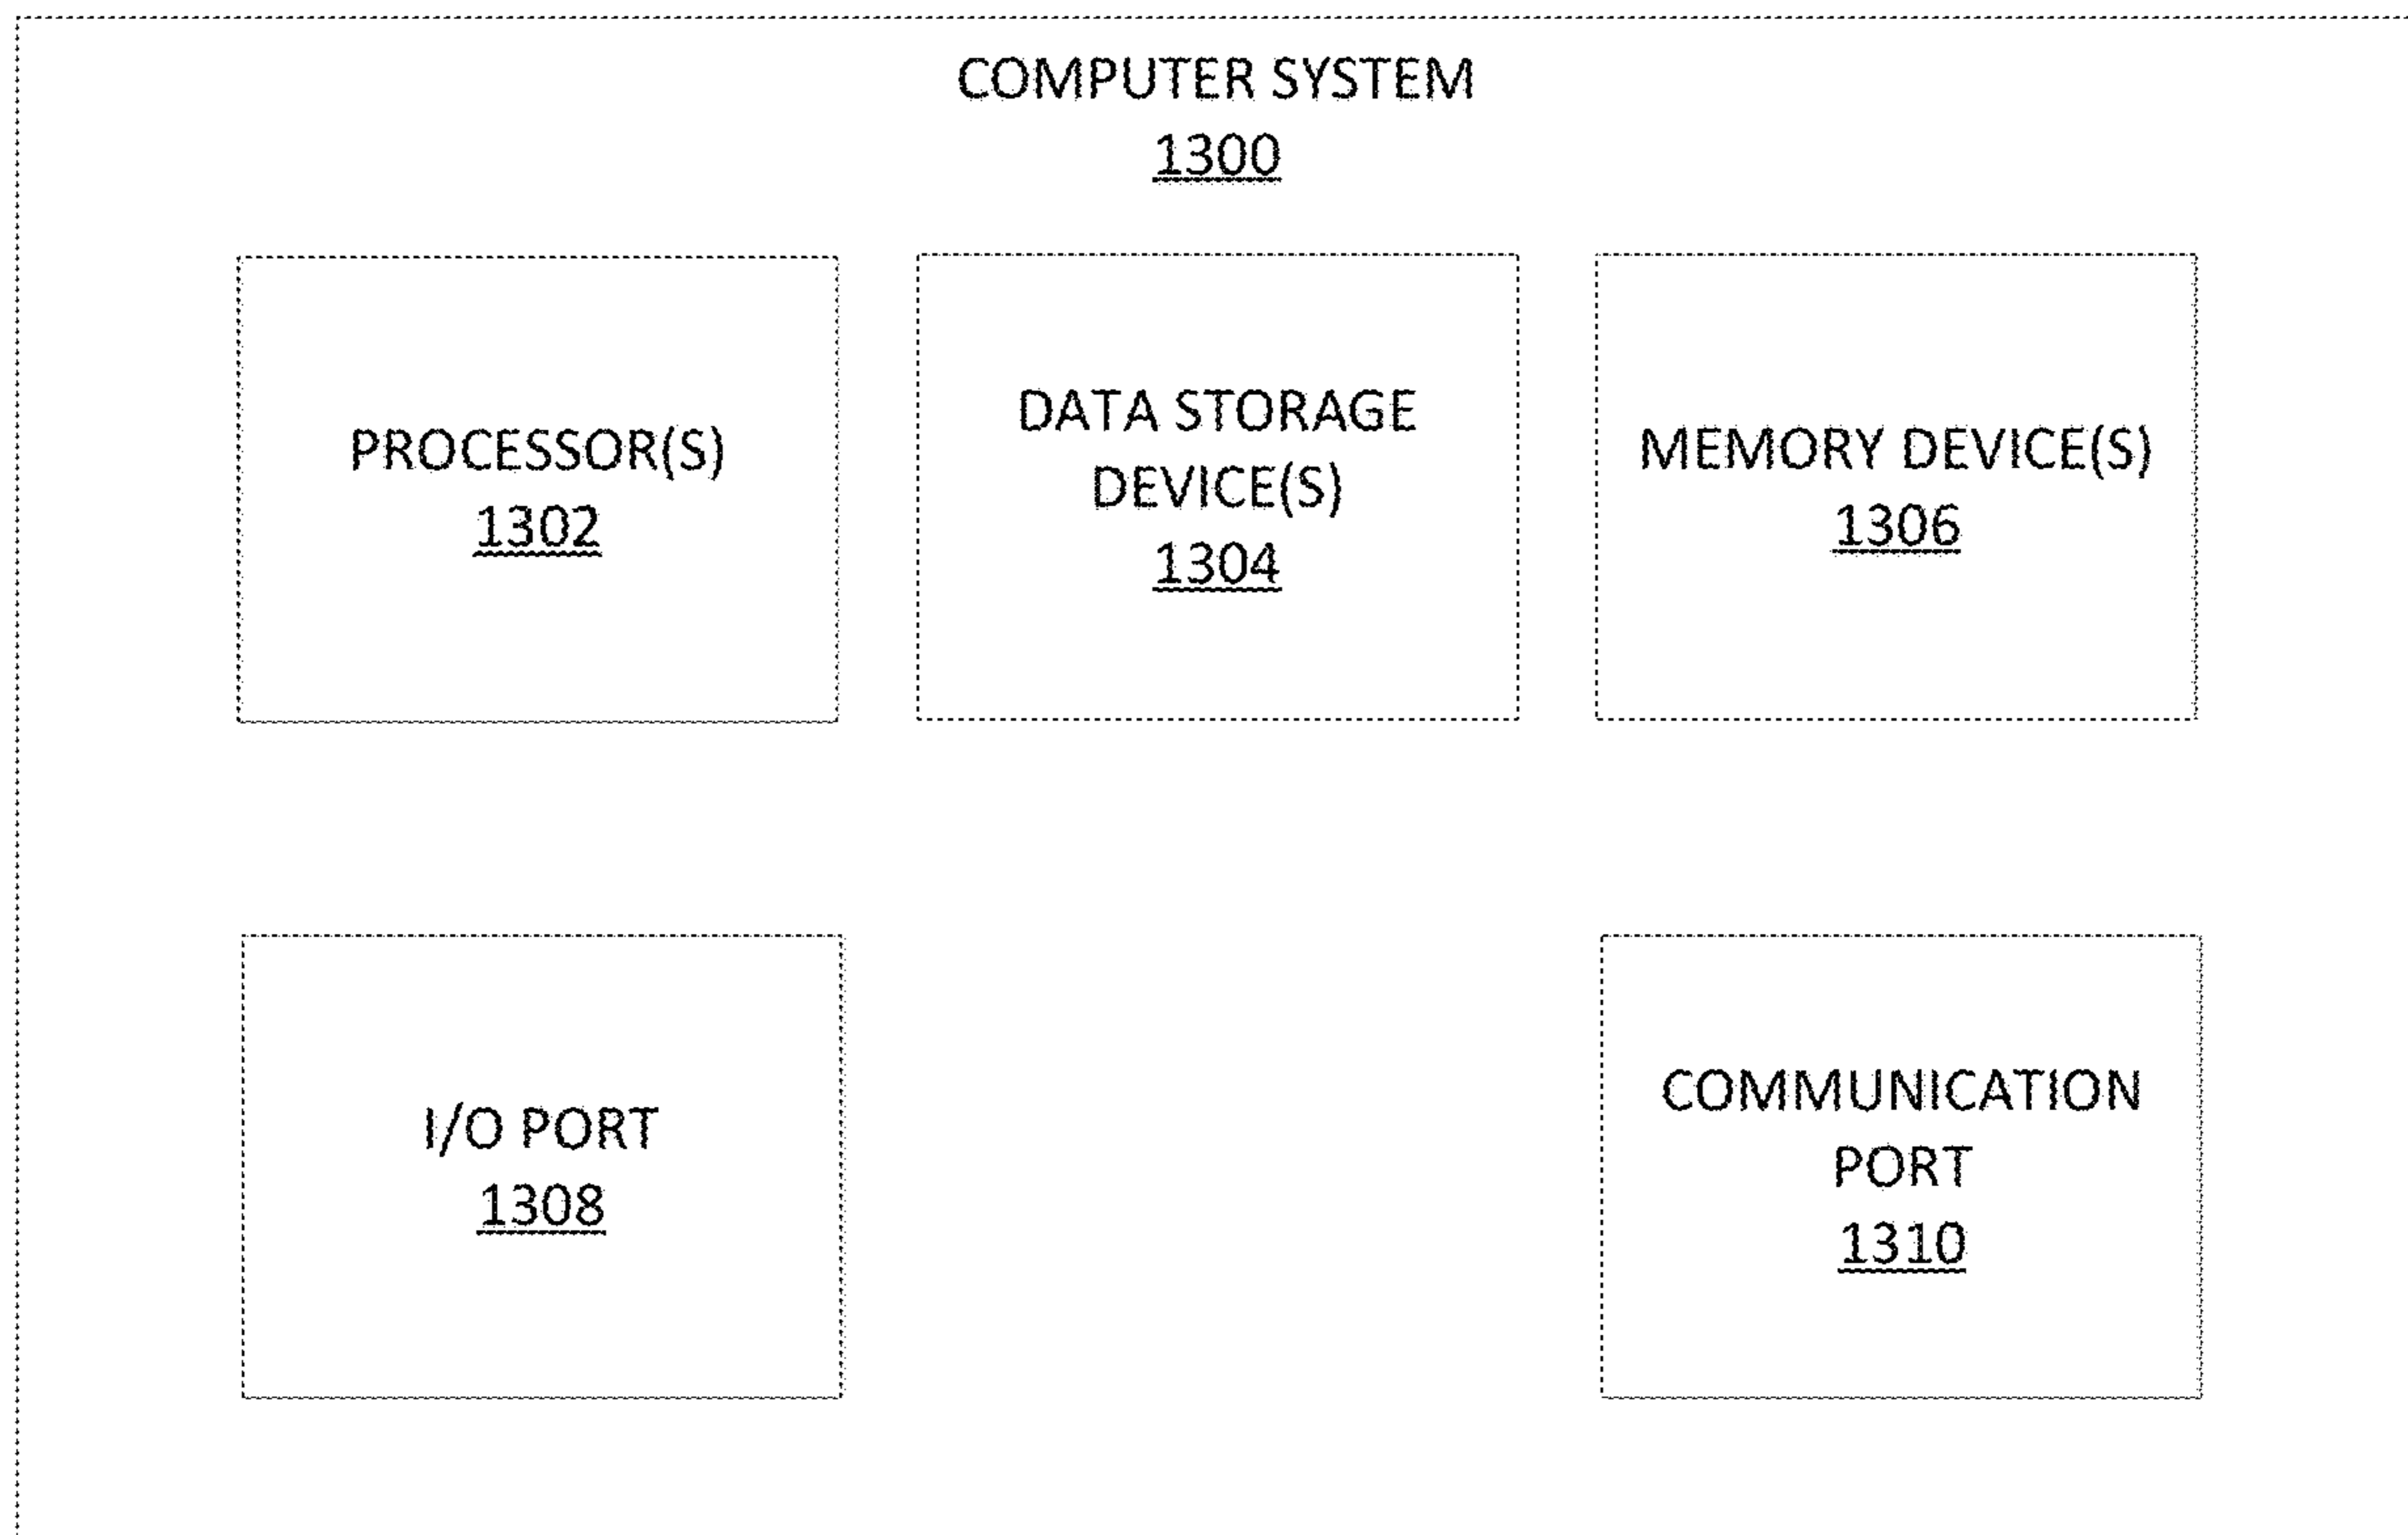 COMPUTER SYSTEM
1300
PROCESSOR(S)
1302
DATA STORAGE
DEVICE(S)
1304
MEMORY DEVICE(S)
1306
I/O PORT
1308
COMMUNICATION
PORT
1310